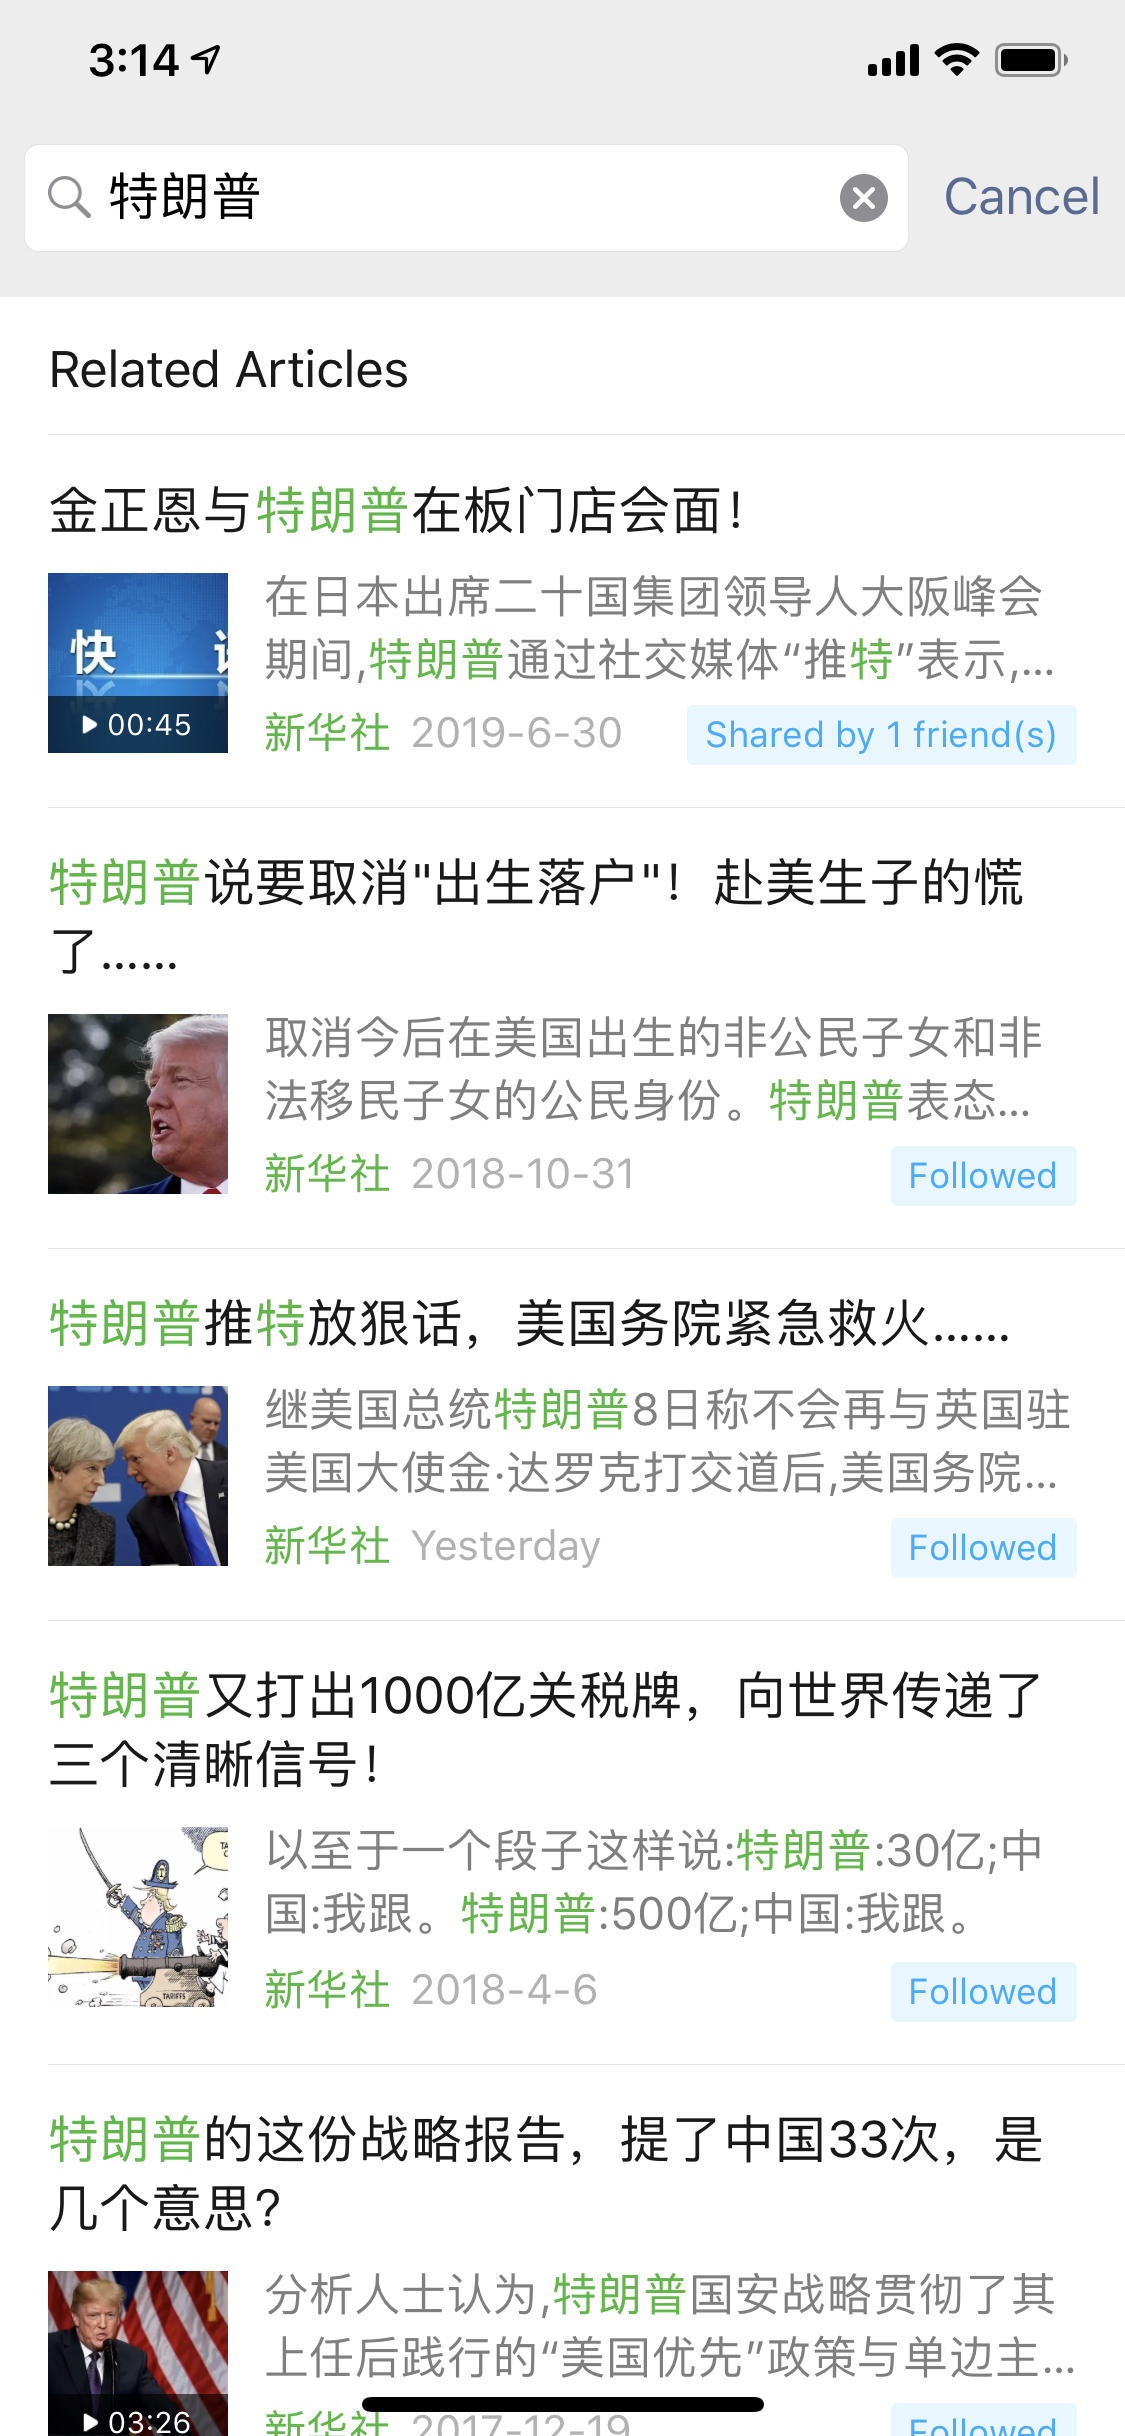 3:14
特朗普
Cancel
Related Articles
金正恩与特朗普在板门店会面！
快
00:45
在日本出席二十国集团领导人大阪峰会
期间,特朗普通过社交媒体“推特”表示,...
新华社 2019-6-30
Shared by 1 friend(s)
特朗普说要取消"出生落户"！赴美生子的慌
了......
取消今后在美国出生的非公民子女和非
法移民子女的公民身份。特朗普表态...
新华社 2018-10-31
Followed
特朗普推特放狠话，美国务院紧急救火......
继美国总统特朗普8日称不会再与英国驻
美国大使金·达罗克打交道后,美国务院...
新华社 Yesterday
Followed
特朗普又打出1000亿关税牌，向世界传递了
三个清晰信号！
TARIFFS
以至于一个段子这样说:特朗普:30亿;中
国:我跟。特朗普:500亿;中国:我跟。
新华社 2018-4-6
Followed
特朗普的这份战略报告，提了中国33次，是
几个意思?
03:26
分析人士认为,特朗普国安战略贯彻了其
上任后践行的“美国优先”政策与单边主...
新华社 2017-12-19
Followed